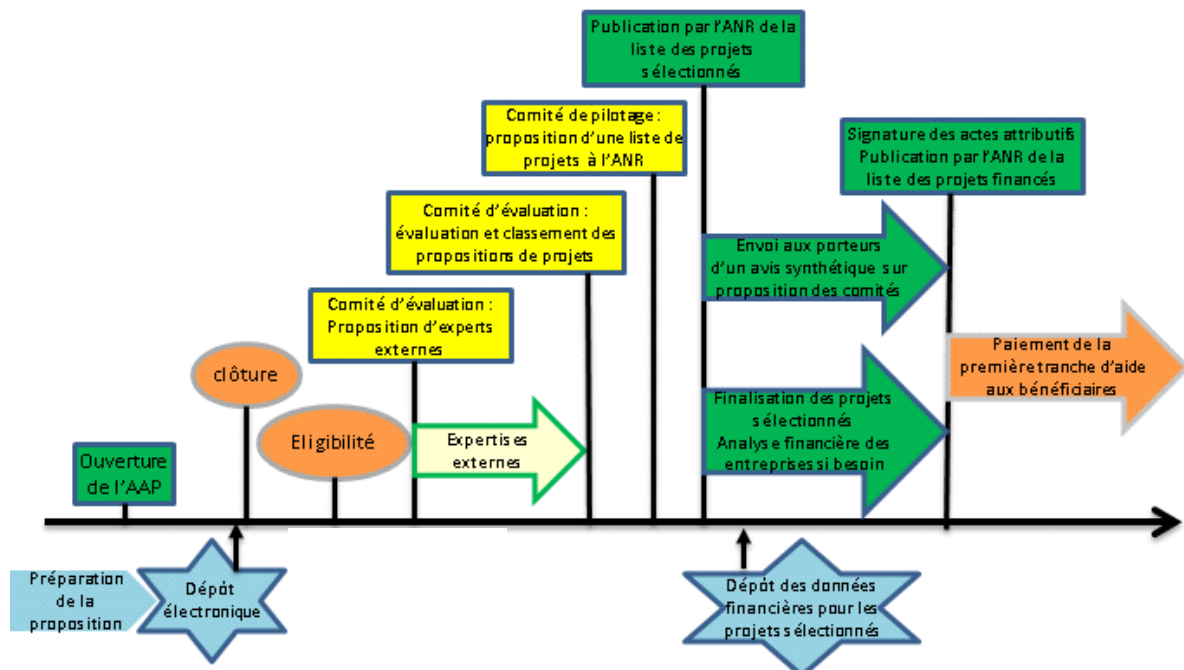 Publication par l'ANR de la
liste des projets
sélectionnés
Comité de pilotage :
proposition d'une liste de
projets à l'ANR
Signature des actes attributifs
Publication par l'ANR de la
liste des projets financés
Comité d'évaluation :
évaluation et classement des
propositions de projets
Envoi aux porteurs
d'un avis synthétique sur
proposition des comités
Comité d'évaluation :
Proposition d'experts
externes
clôture
Paiement de la
première tranche d'aide
aux bénéficiaires
Eligibilité
Expertises
externes
Finalisation des projets
sélectionnés
Analyse financière des
entreprises si besoin
Ouverture
de l'AAP
Préparation
de la
proposition
Dépôt
électronique
Dépôt des données
financières pour les
projets sélectionnés